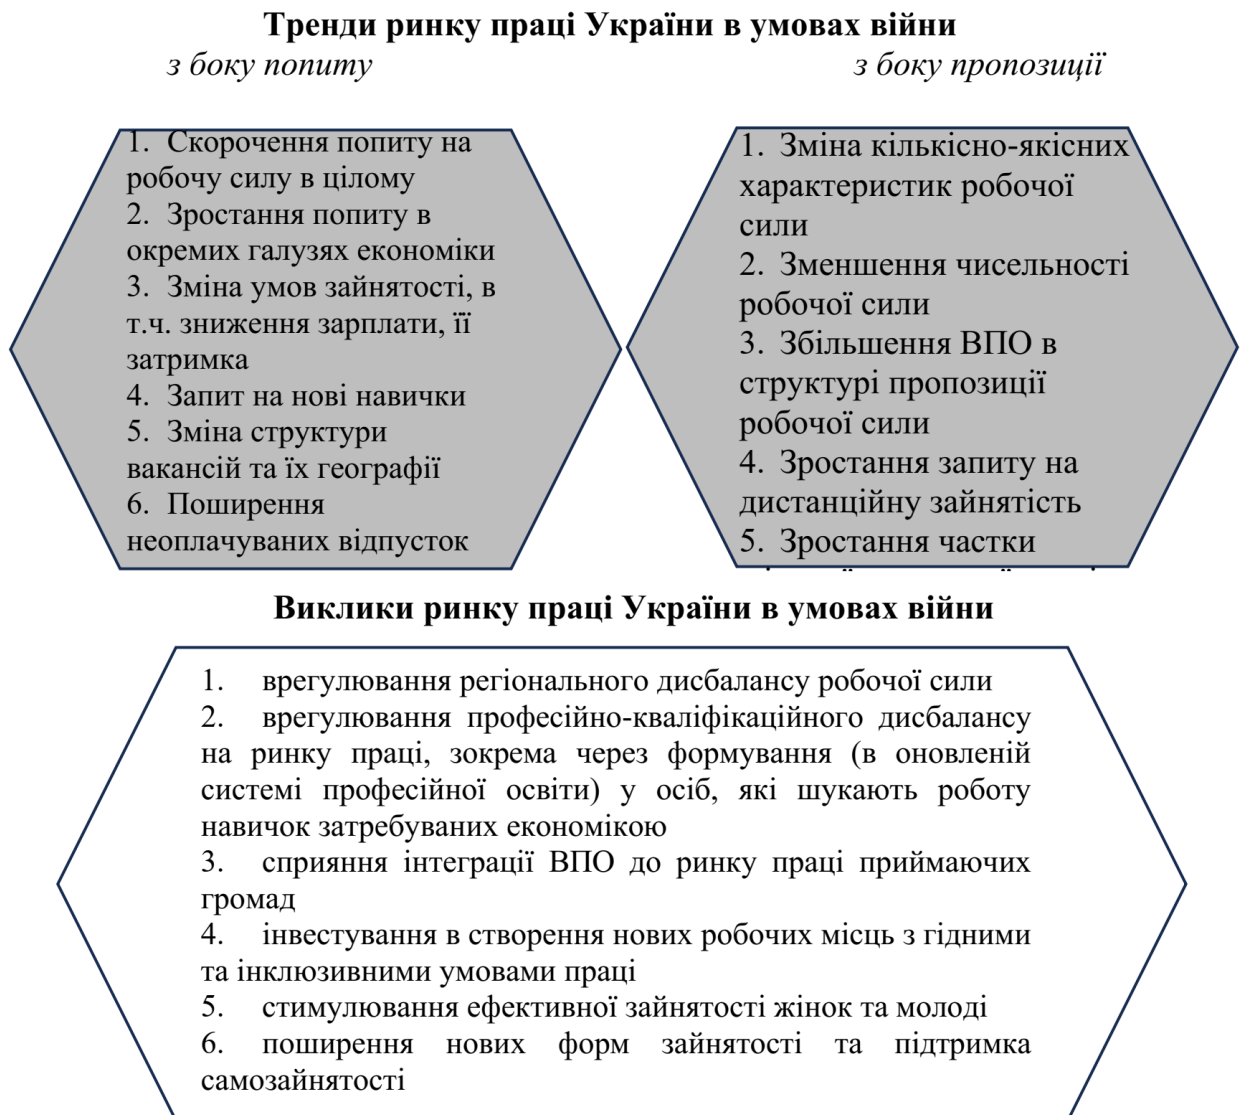 Тренди ринку праці України в умовах війни
з боку попиту
з боку пропозиції
1. Скорочення попиту на
робочу силу в цілому
2. Зростання попиту в
окремих галузях економіки
3. Зміна умов зайнятості, в
т.ч. зниження зарплати, її
затримка
4. Запит на нові навички
5. Зміна структури
вакансій та їх географії
6. Поширення
неоплачуваних відпусток
1. Зміна кількісно-якісних
характеристик робочої
сили
2. Зменшення чисельності
робочої сили
3. Збільшення ВПО в
структурі пропозиції
робочої сили
4. Зростання запиту на
дистанційну зайнятість
5. Зростання частки
Виклики ринку праці України в умовах війни
1. врегулювання регіонального дисбалансу робочої сили
2. врегулювання професійно-кваліфікаційного дисбалансу
на ринку праці, зокрема через формування (в оновленій
системі професійної освіти) у осіб, які шукають роботу
навичок затребуваних економікою
3. сприяння інтеграції ВПО до ринку праці приймаючих
громад
4. інвестування в створення нових робочих місць з гідними
та інклюзивними умовами праці
5. стимулювання ефективної зайнятості жінок та молоді
6. поширення нових форм зайнятості та підтримка
самозайнятості